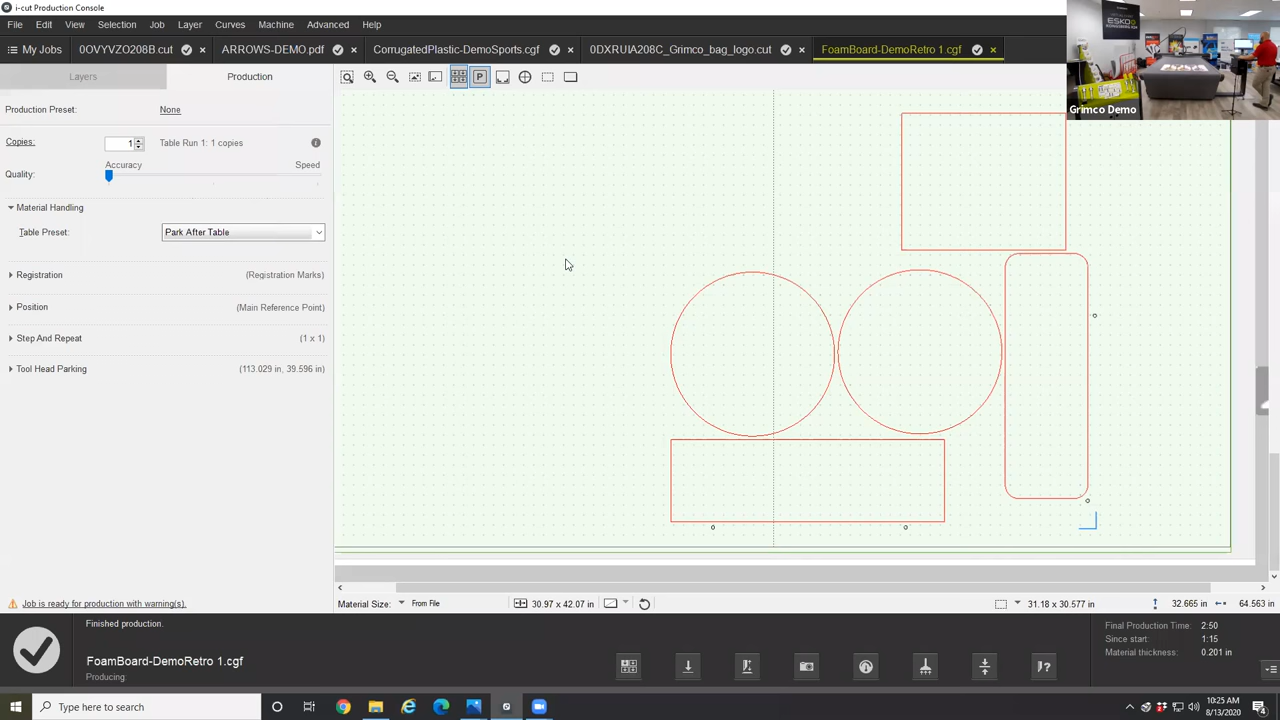 i-cut Production Console
File Edit View Selection Job Layer Curves Machine Advanced Help
My Jobs 0OVYVZO208B.cut × ARROWS-DEMO.pdf × CorrugatedPlastic-DemoSports.cgf × 0DXRUIA208C_Grimco_bag_logo.cut × FoamBoard-DemoRetro 1.cgf ×
ESKO
Grimco Demo
Layers Production
Production Preset: None
Copies: 1 Table Run 1: 1 copies
Accuracy Speed
Quality:
Material Handling
Table Preset: Park After Table
Registration (Registration Marks)
Position (Main Reference Point)
Step And Repeat (1 x 1)
Tool Head Parking (113.029 in, 39.596 in)
P
Job is ready for production with warning(s).
Material Size: From File 30.97 x 42.07 in 31.18 x 30.577 in 32.665 in 64.563 in
Finished production.
FoamBoard-DemoRetro 1.cgf
Producing:
Final Production Time: 2:50
Since start: 1:15
Material thickness: 0.201 in
Type here to search
10:25 AM
8/13/2020
4